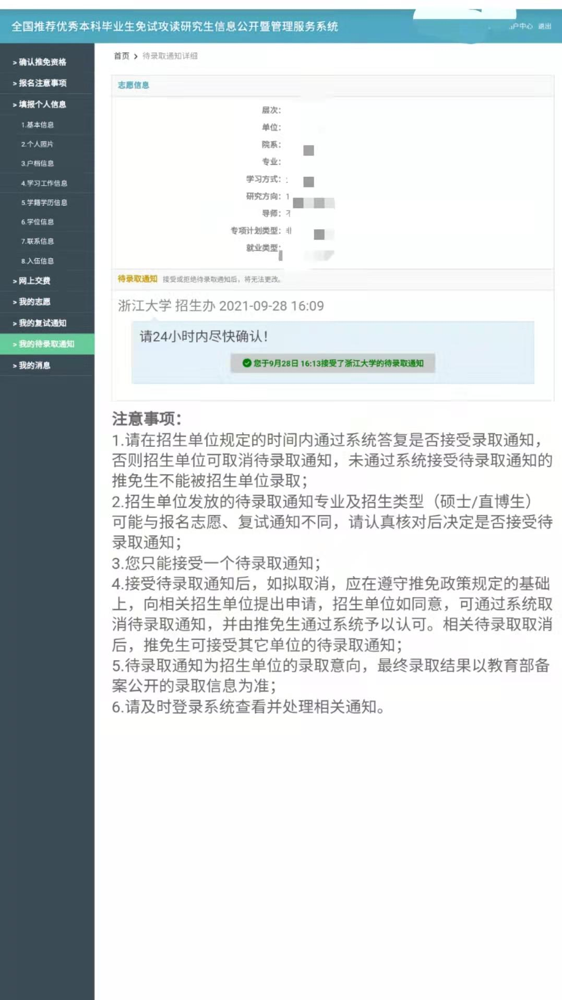 全国推荐优秀本科毕业生免试攻读研究生信息公开暨管理服务系统
户中心 退出
> 确认推免资格
> 报名注意事项
> 填报个人信息
1.基本信息
2.个人照片
3.户档信息
4.学习工作信息
5.学籍学历信息
6.学位信息
7.联系信息
8.入伍信息
> 网上交费
> 我的志愿
> 我的复试通知
> 我的待录取通知
> 我的消息
首页 > 待录取通知详细
志愿信息
层次：
单位：
院系：
专业：
学习方式：
研究方向：1
导师：不
专项计划类型：非
就业类型：
待录取通知 接受或拒绝待录取通知后，将无法更改。
浙江大学 招生办 2021-09-28 16:09
请24小时内尽快确认！
您于9月28日 16:13接受了浙江大学的待录取通知
注意事项：
1.请在招生单位规定的时间内通过系统答复是否接受录取通知，
否则招生单位可取消待录取通知，未通过系统接受待录取通知的
推免生不能被招生单位录取；
2.招生单位发放的待录取通知专业及招生类型（硕士/直博生）
可能与报名志愿、复试通知不同，请认真核对后决定是否接受待
录取通知；
3.您只能接受一个待录取通知；
4.接受待录取通知后，如拟取消，应在遵守推免政策规定的基础
上，向相关招生单位提出申请，招生单位如同意，可通过系统取
消待录取通知，并由推免生通过系统予以认可。相关待录取取消
后，推免生可接受其它单位的待录取通知；
5.待录取通知为招生单位的录取意向，最终录取结果以教育部备
案公开的录取信息为准；
6.请及时登录系统查看并处理相关通知。